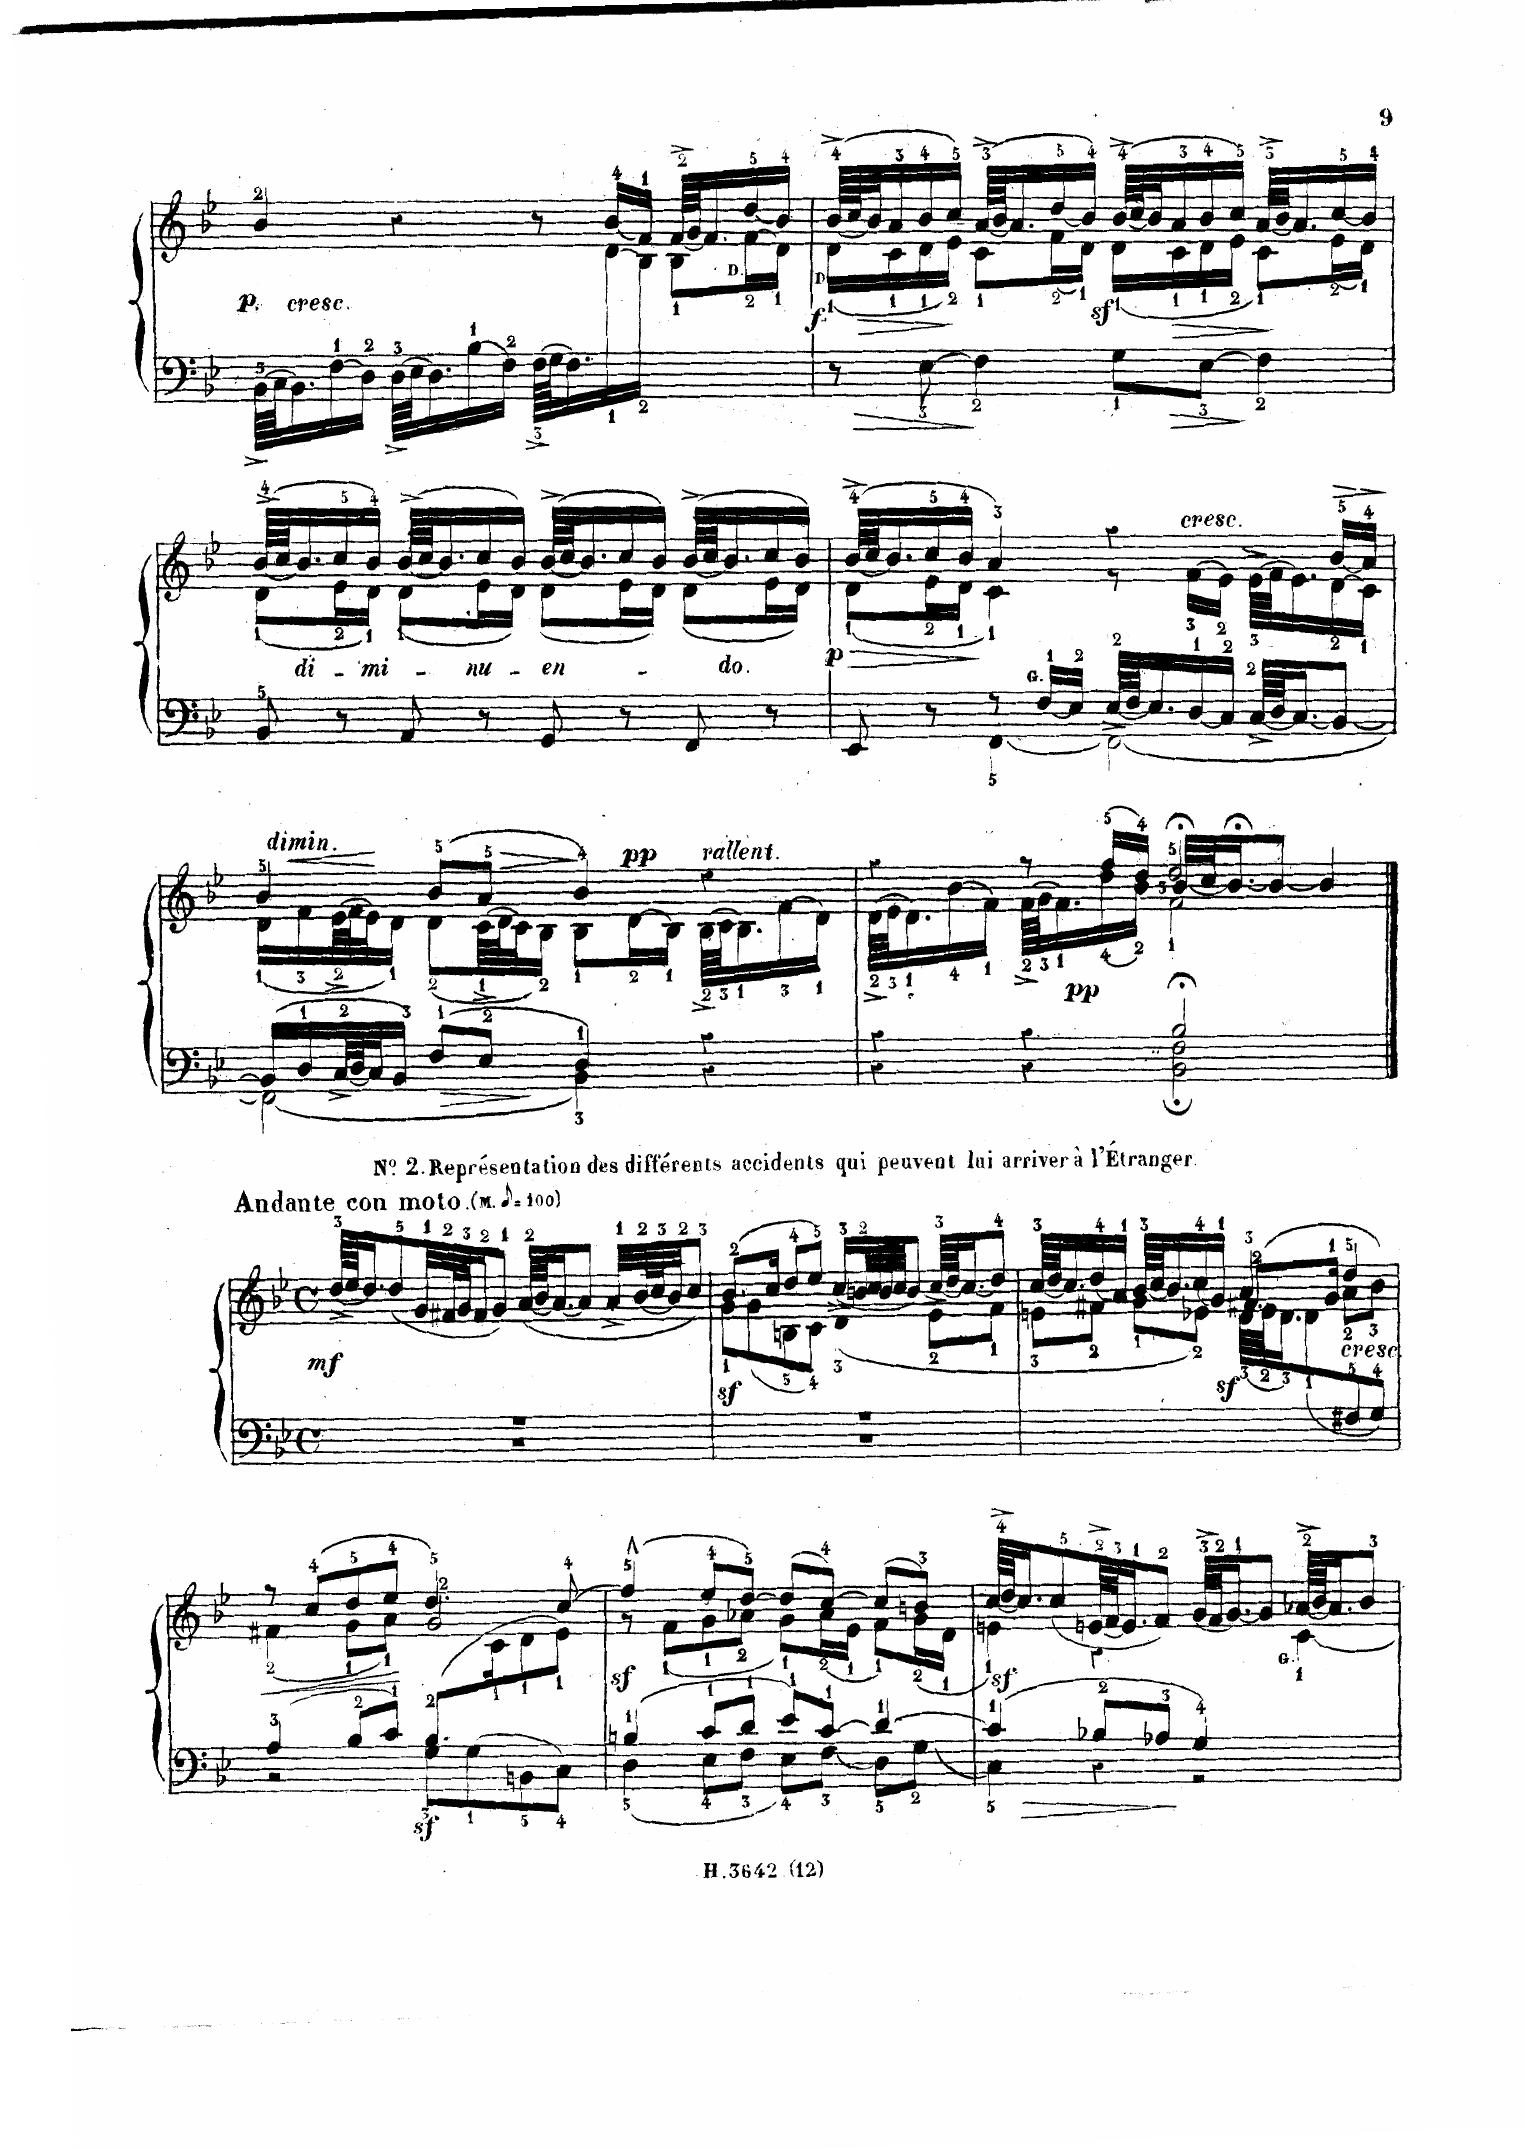 9
p. cresc.
D.
D.
f
sf
cresc.
di - mi - nu - en - do.
p
G.
dimin.
pp
rallent.
pp
Nº 2. Représentation des différents accidents qui peuvent lui arriver à l'Étranger.
Andante con moto. (M. ♪=100)
mf
sf
sf
cresc.
sf
sf
sf
G.
H.3642 (12)